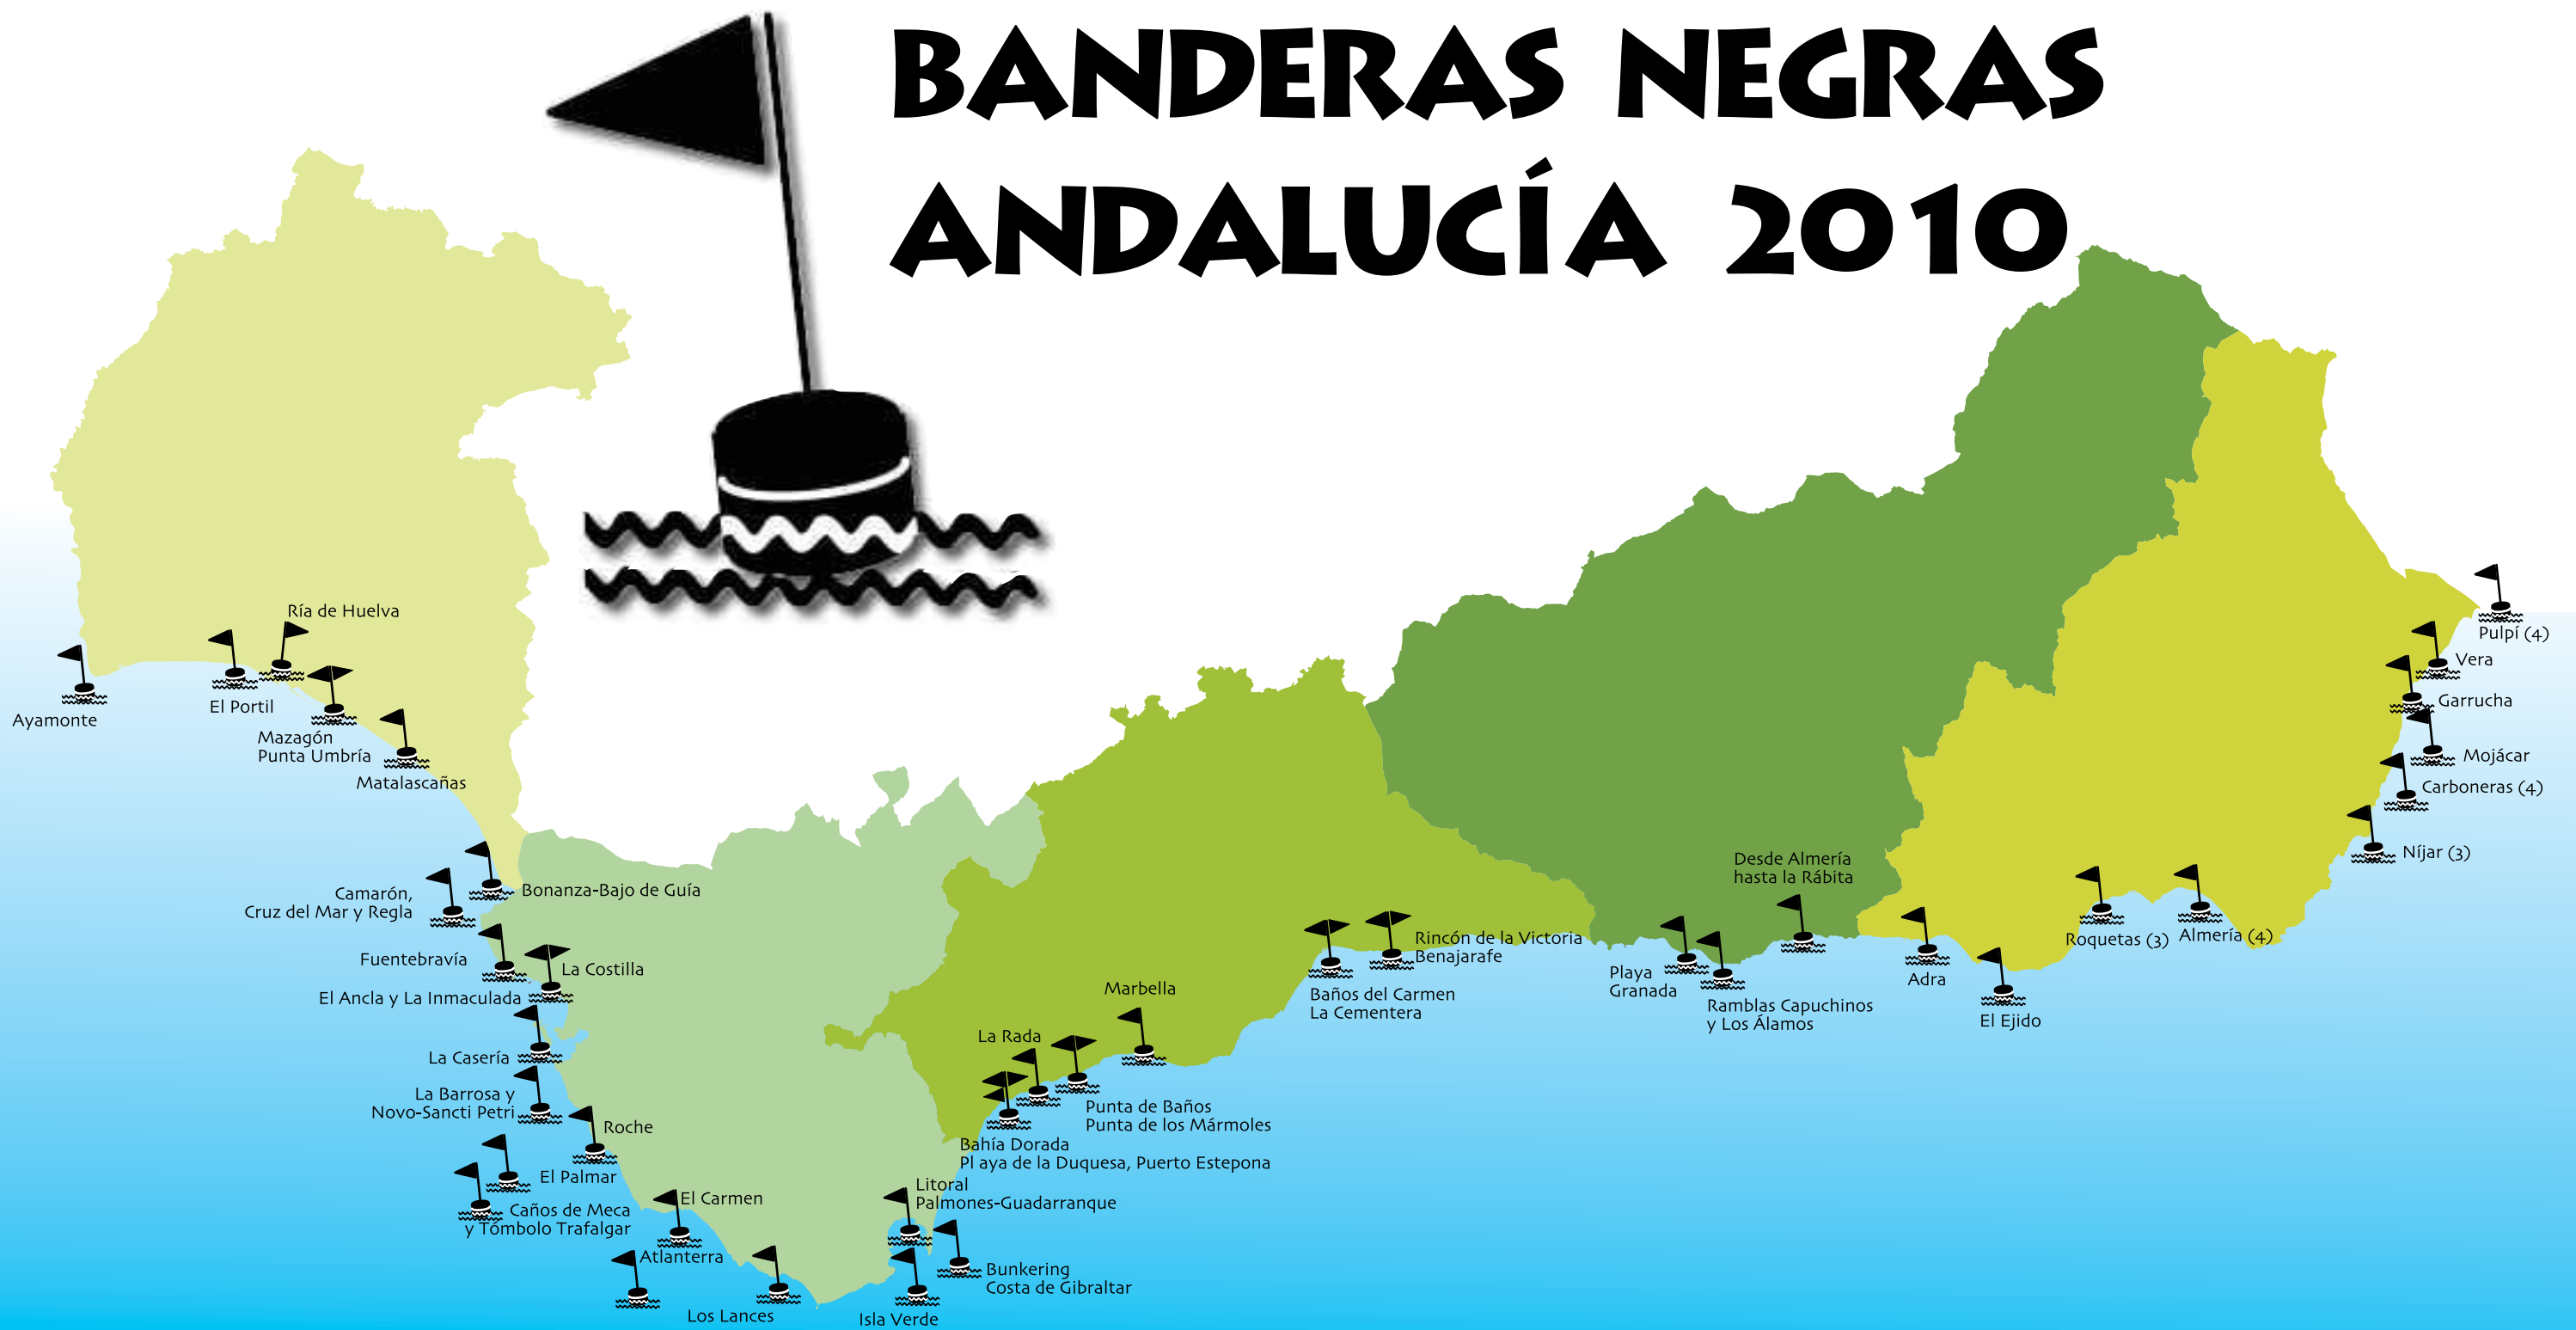 BANDERAS NEGRAS
ANDALUCÍA 2010
Ría de Huelva
Ayamonte
El Portil
Mazagón
Punta Umbría
Matalascañas
Bonanza-Bajo de Guía
Camarón,
Cruz del Mar y Regla
Fuentebravía
La Costilla
El Ancla y La Inmaculada
La Casería
La Barrosa y
Novo-Sancti Petri
Roche
El Palmar
Caños de Meca
y Tómbolo Trafalgar
El Carmen
Atlanterra
Los Lances
Isla Verde
Litoral
Palmones-Guadarranque
Bunkering
Costa de Gibraltar
Bahía Dorada
Pl aya de la Duquesa, Puerto Estepona
La Rada
Punta de Baños
Punta de los Mármoles
Marbella
Baños del Carmen
La Cementera
Rincón de la Victoria
Benajarafe
Playa
Granada
Ramblas Capuchinos
y Los Álamos
Desde Almería
hasta la Rábita
Adra
El Ejido
Roquetas (3)
Almería (4)
Níjar (3)
Carboneras (4)
Mojácar
Garrucha
Vera
Pulpí (4)